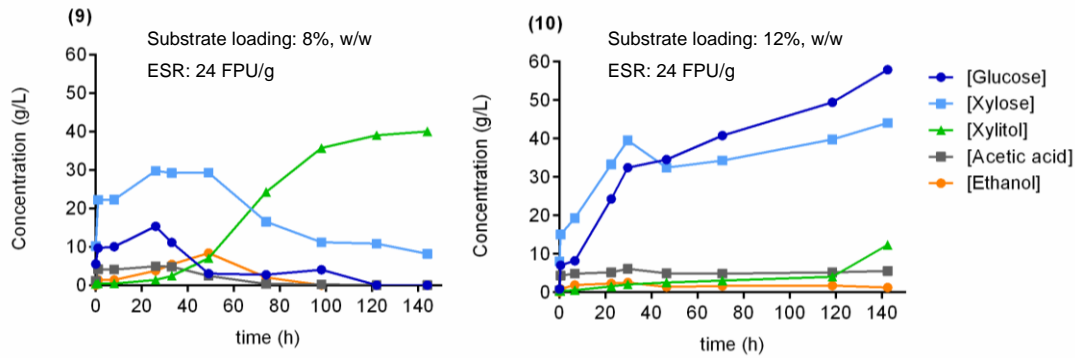 (9)
Substrate loading: 8%, w/w
ESR: 24 FPU/g
Concentration (g/L)
60
50
40
30
20
10
0
0 20 40 60 80 100 120 140
time (h)
(10)
Substrate loading: 12%, w/w
ESR: 24 FPU/g
Concentration (g/L)
60
50
40
30
20
10
0
0 20 40 60 80 100 120 140
time (h)
[Glucose]
[Xylose]
[Xylitol]
[Acetic acid]
[Ethanol]